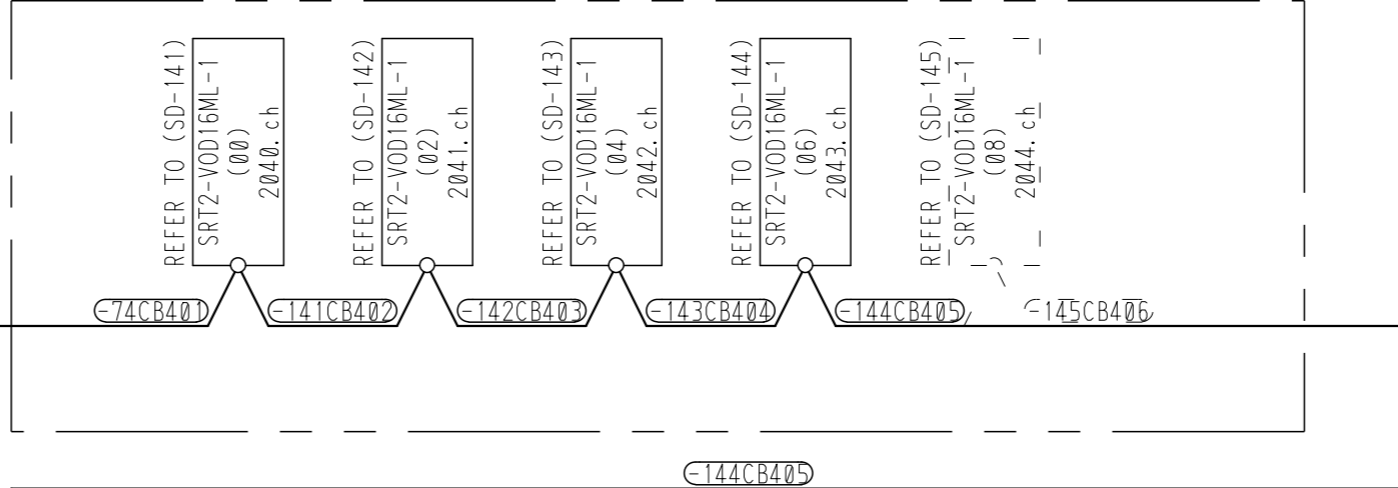 REFER TO (SD-141)
SRT2-VOD16ML-1
(00)
2040.ch
REFER TO (SD-142)
SRT2-VOD16ML-1
(02)
2041.ch
REFER TO (SD-143)
SRT2-VOD16ML-1
(04)
2042.ch
REFER TO (SD-144)
SRT2-VOD16ML-1
(06)
2043.ch
REFER TO (SD-145)
SRT2-VOD16ML-1
(08)
2044.ch
-74CB401
-141CB402
-142CB403
-143CB404
-144CB405
-145CB406
-144CB405